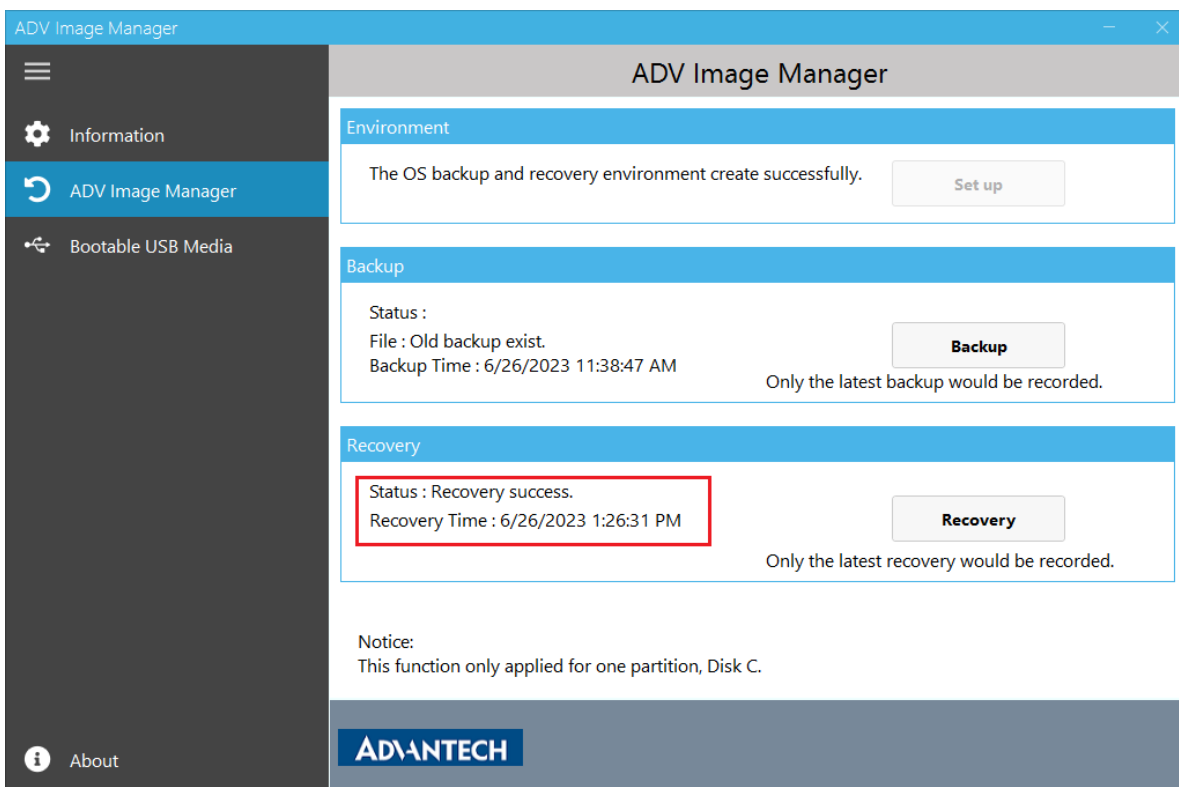 ADV Image Manager
Information
ADV Image Manager
Bootable USB Media
About
ADV Image Manager
Environment
The OS backup and recovery environment create successfully.
Set up
Backup
Status :
File : Old backup exist.
Backup Time : 6/26/2023 11:38:47 AM
Backup
Only the latest backup would be recorded.
Recovery
Status : Recovery success.
Recovery Time : 6/26/2023 1:26:31 PM
Recovery
Only the latest recovery would be recorded.
Notice:
This function only applied for one partition, Disk C.
ADVANTECH